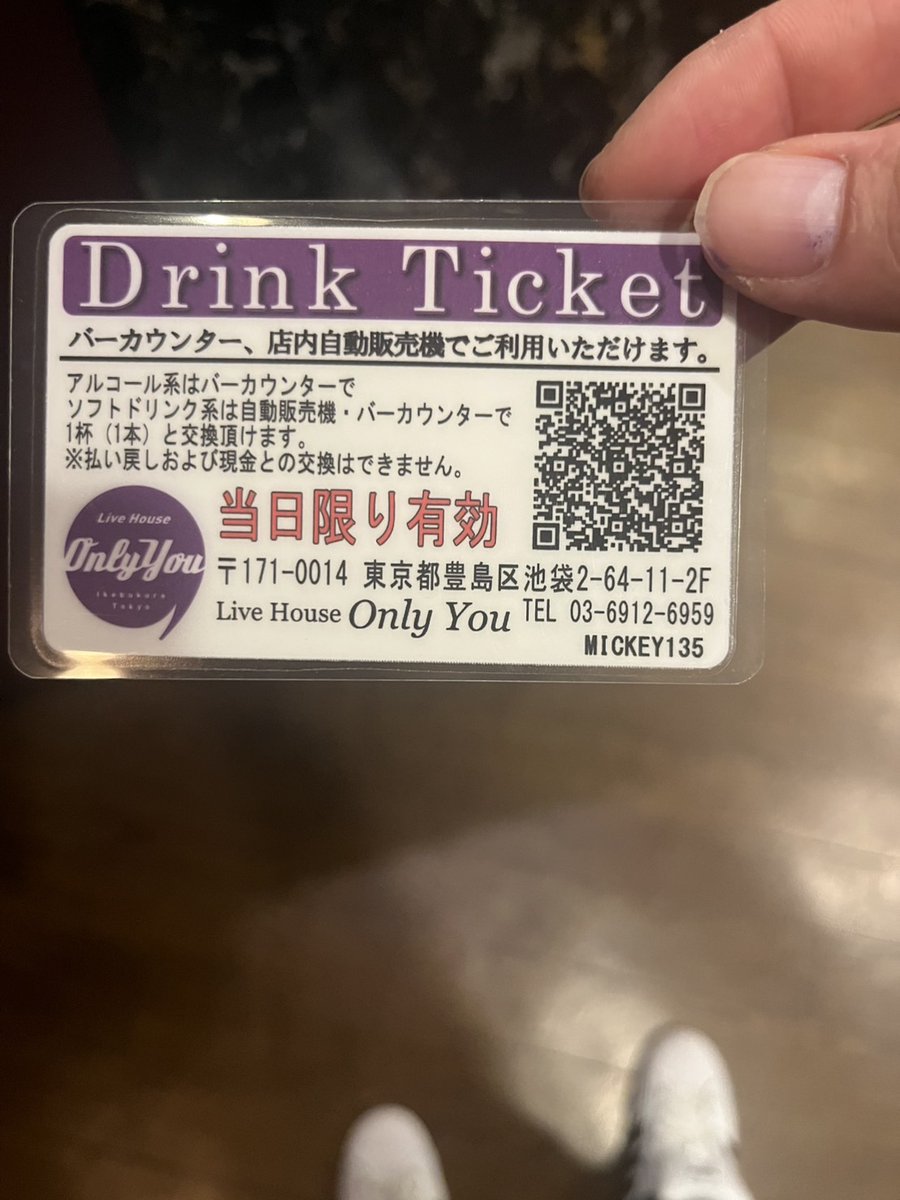 Drink Ticket
バーカウンター、店内自動販売機でご利用いただけます。
アルコール系はバーカウンターで
ソフトドリンク系は自動販売機・バーカウンターで
1杯（1本）と交換頂けます。
※払い戻しおよび現金との交換はできません。
当日限り有効
Live House
OnlyYou
Ikebukuro
Tokyo
〒171-0014 東京都豊島区池袋2-64-11-2F
Live House Only You TEL 03-6912-6959
MICKEY135